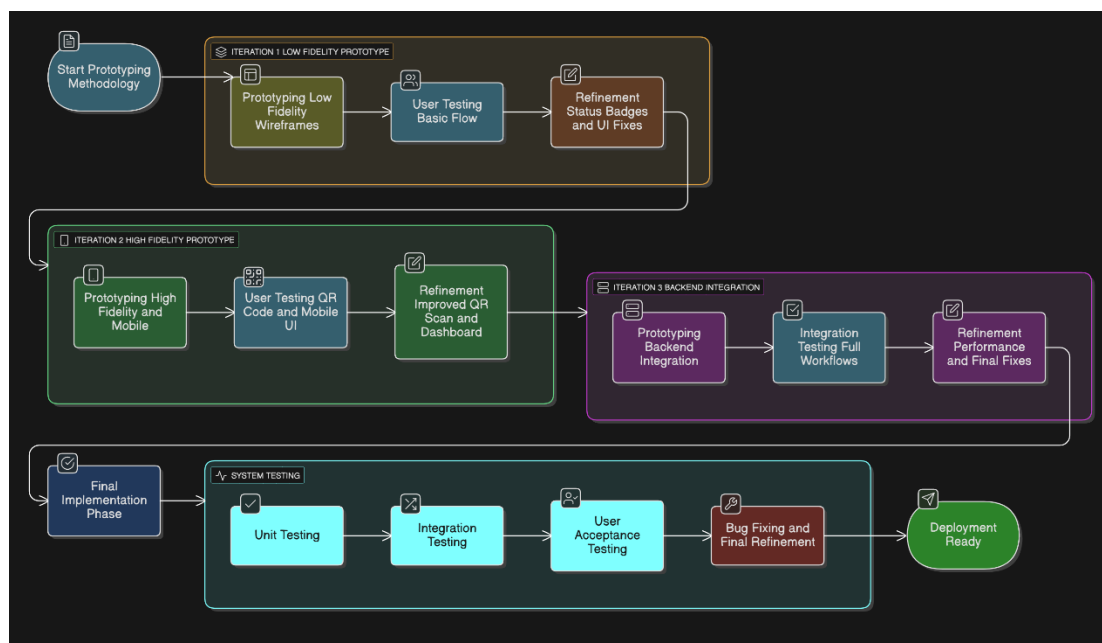 Start Prototyping
Methodology
ITERATION 1 LOW FIDELITY PROTOTYPE
Prototyping Low
Fidelity
Wireframes
User Testing
Basic Flow
Refinement
Status Badges
and UI Fixes
ITERATION 2 HIGH FIDELITY PROTOTYPE
Prototyping High
Fidelity and
Mobile
User Testing QR
Code and Mobile
UI
Refinement
Improved QR
Scan and
Dashboard
ITERATION 3 BACKEND INTEGRATION
Prototyping
Backend
Integration
Integration
Testing Full
Workflows
Refinement
Performance
and Final Fixes
Final
Implementation
Phase
SYSTEM TESTING
Unit Testing
Integration
Testing
User
Acceptance
Testing
Bug Fixing and
Final Refinement
Deployment
Ready